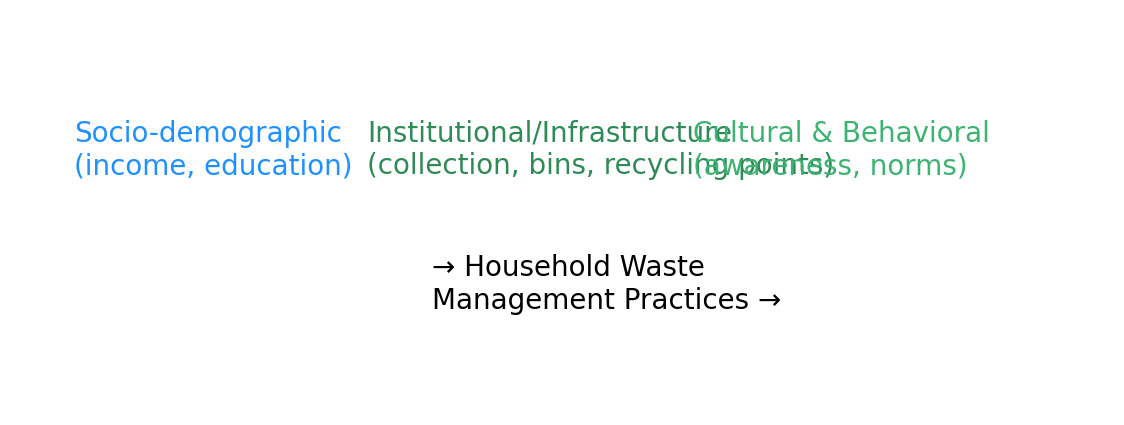 Socio-demographic
(income, education)
Institutional/Infrastructure
(collection, bins, recycling points)
Cultural & Behavioral
(awareness, norms)
→ Household Waste
Management Practices →